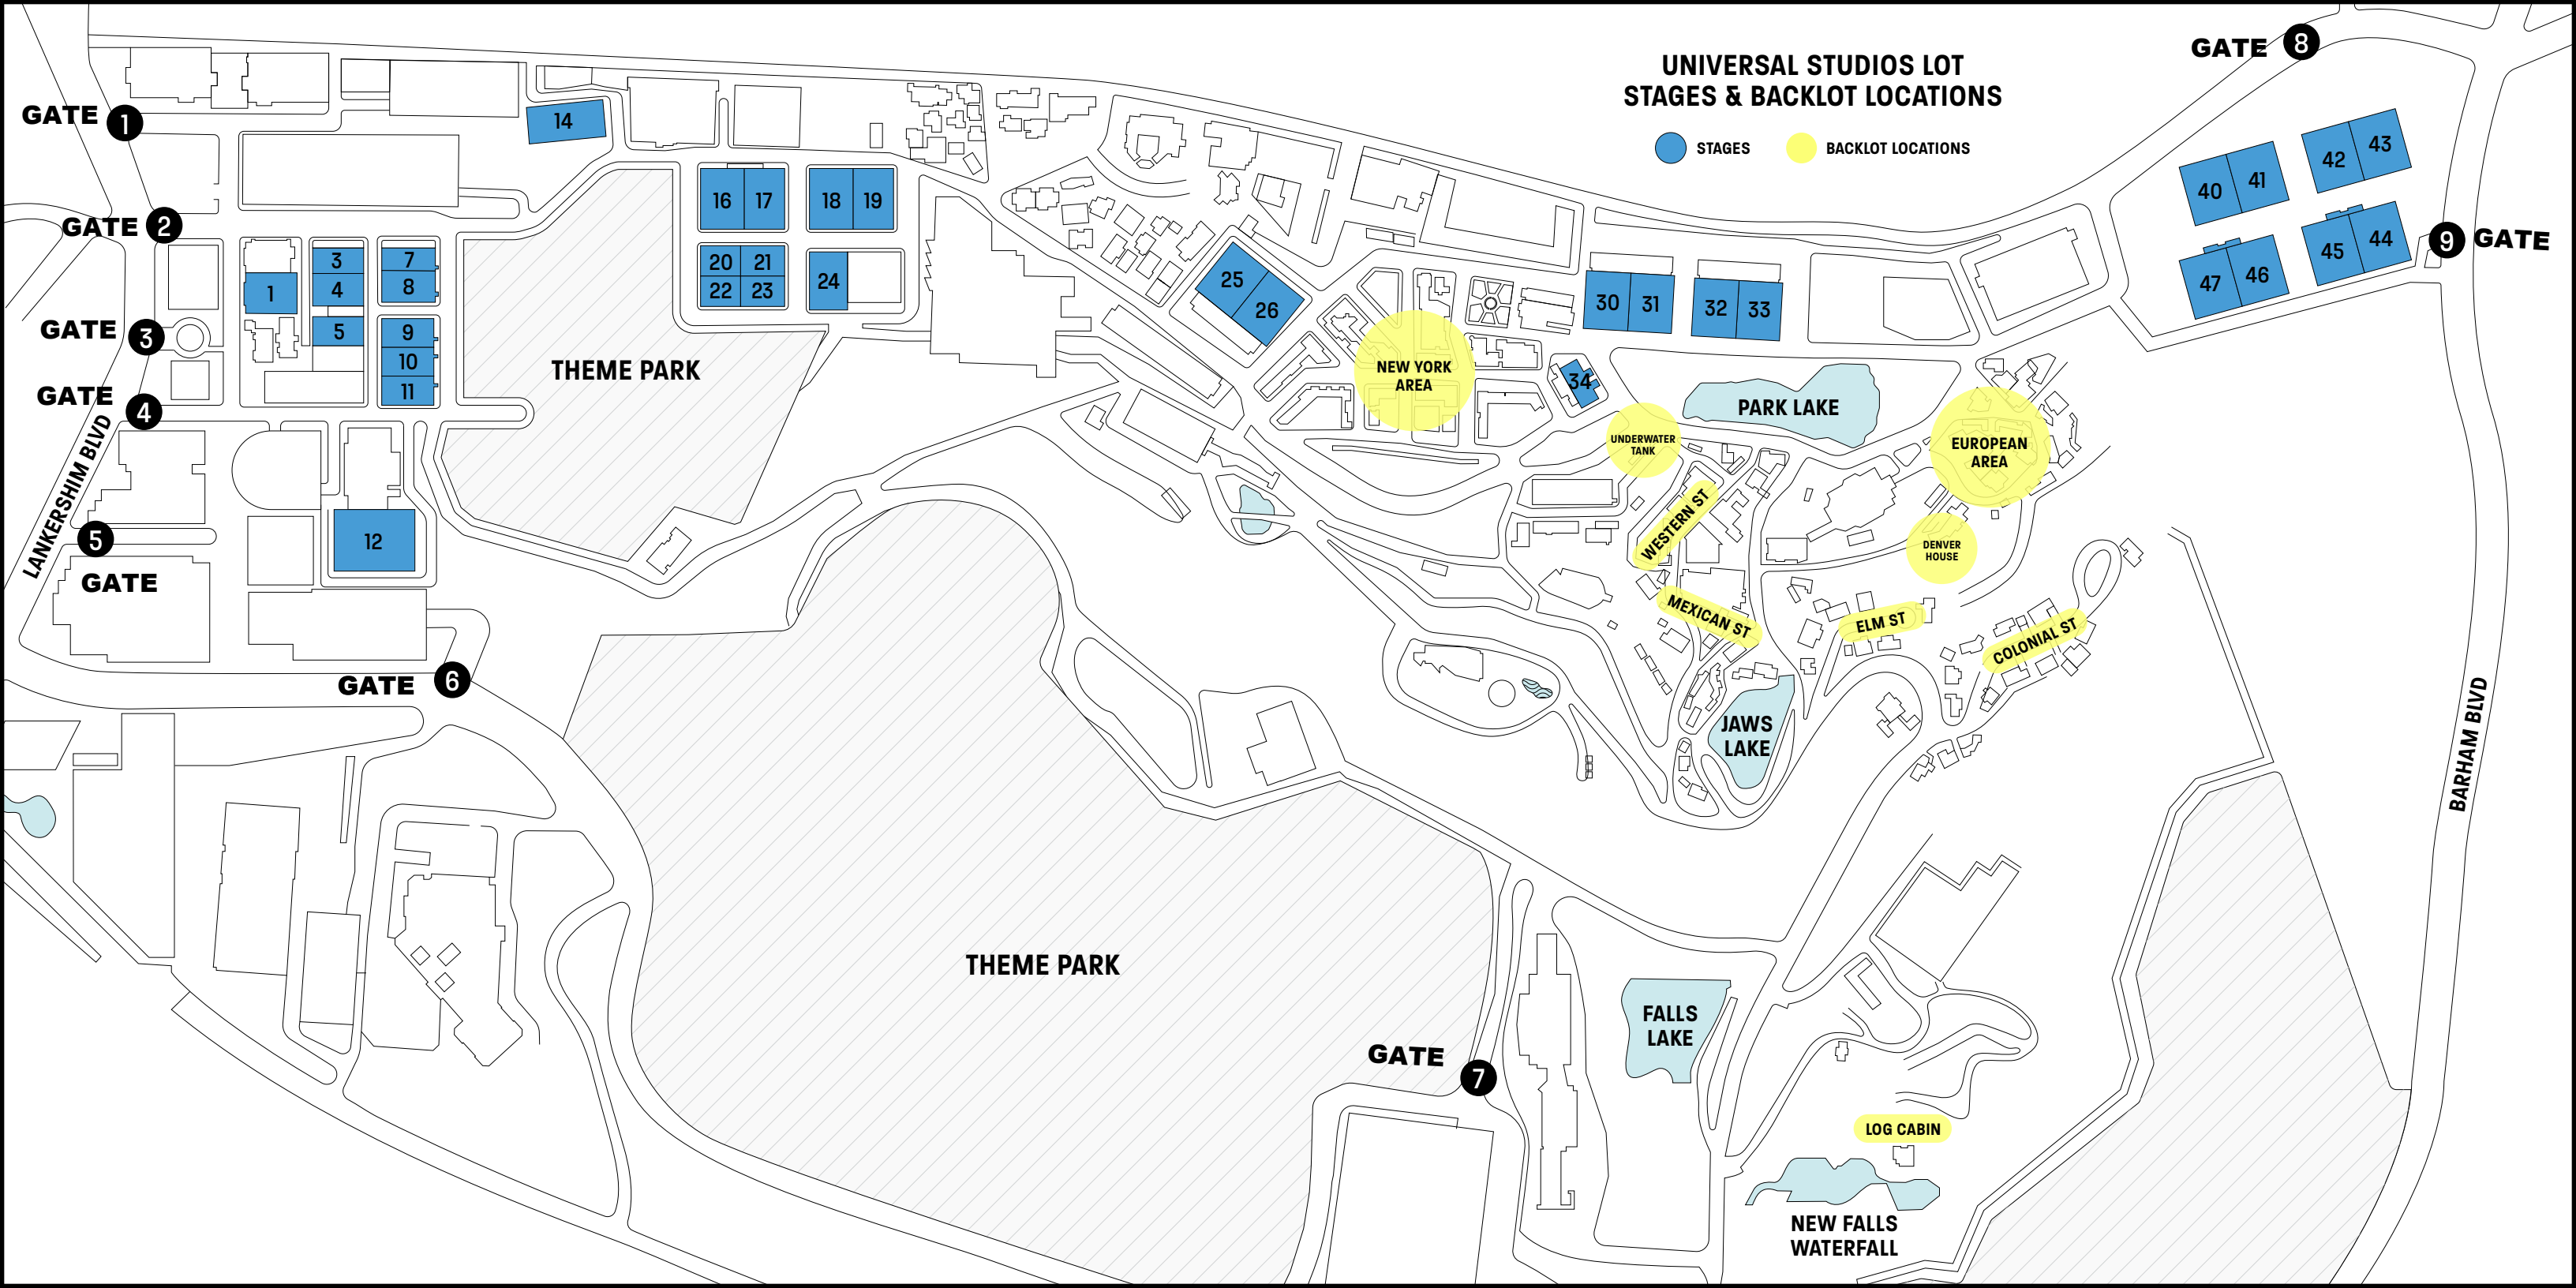 UNIVERSAL STUDIOS LOT
STAGES & BACKLOT LOCATIONS
STAGES
BACKLOT LOCATIONS
GATE 8
GATE 1
14
43
42
41
40
16
17
18
19
GATE 2
9 GATE
44
45
46
47
3
4
5
7
8
1
20
21
22
23
24
25
26
30
31
32
33
GATE 3
9
10
11
THEME PARK
NEW YORK
AREA
34
PARK LAKE
GATE 4
LANKERSHIM BLVD
UNDERWATER
TANK
EUROPEAN
AREA
WESTERN ST
5
GATE
12
DENVER
HOUSE
MEXICAN ST
ELM ST
COLONIAL ST
GATE 6
JAWS
LAKE
BARHAM BLVD
THEME PARK
FALLS
LAKE
GATE 7
LOG CABIN
NEW FALLS
WATERFALL